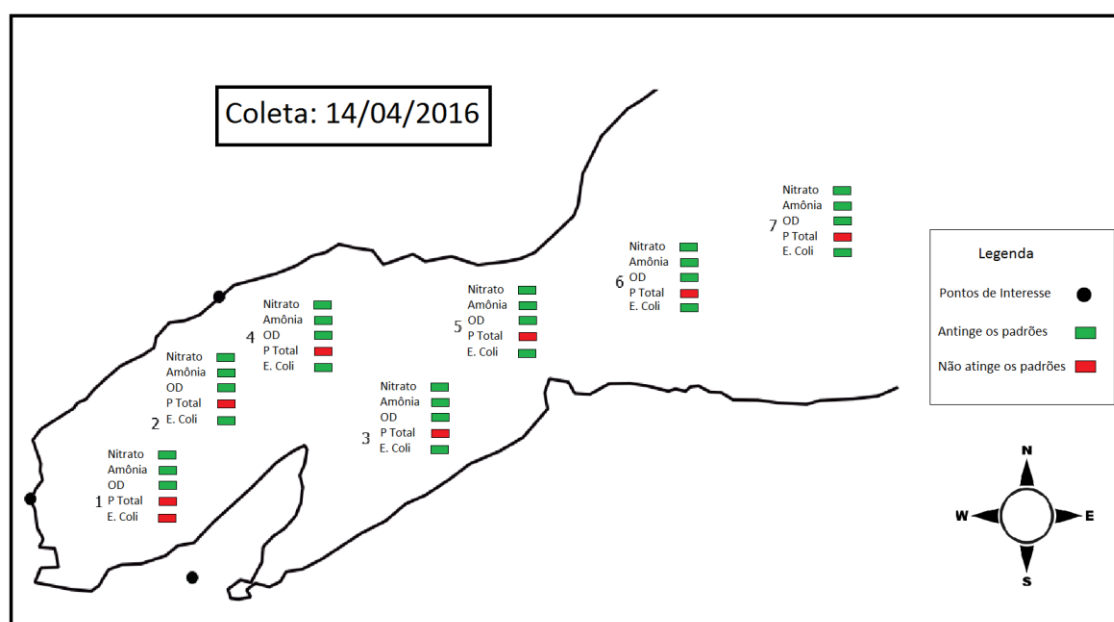 Coleta: 14/04/2016
Nitrato
Amônia
OD
7
P Total
E. Coli
Nitrato
Amônia
6
OD
P Total
E. Coli
Nitrato
Amônia
5
OD
P Total
E. Coli
Nitrato
Amônia
4
OD
P Total
E. Coli
Nitrato
Amônia
OD
P Total
2
E. Coli
Nitrato
Amônia
OD
3
P Total
E. Coli
Nitrato
Amônia
OD
1
P Total
E. Coli
Legenda
Pontos de Interesse
Antinge os padrões
Não atinge os padrões
N
W
E
S